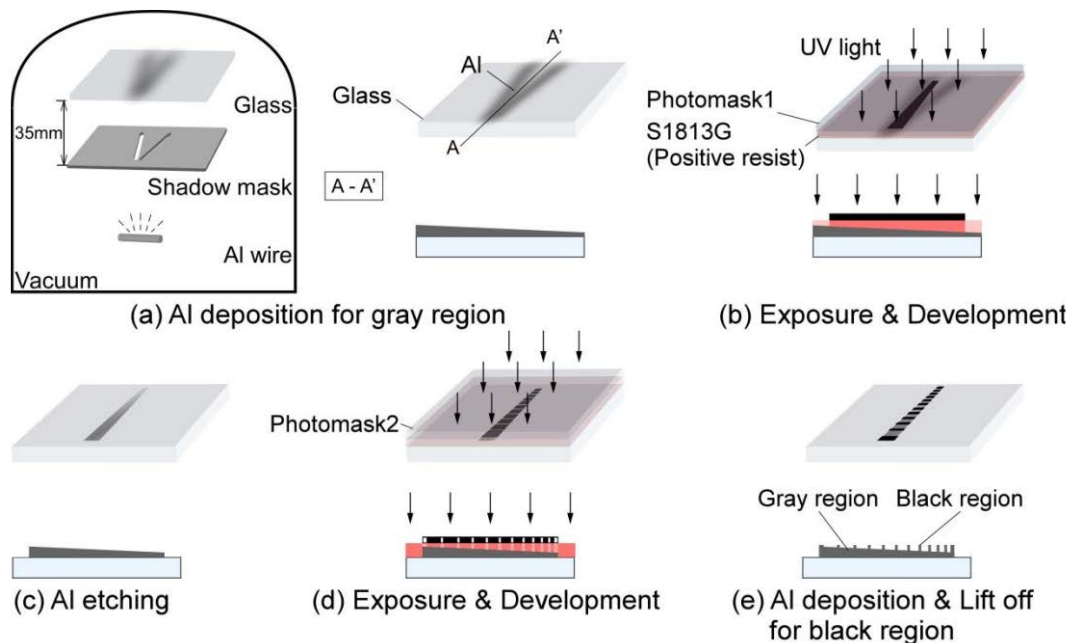 Glass
35mm
Shadow mask
Al wire
Vacuum
A'
Al
Glass
A
A - A'
(a) Al deposition for gray region
UV light
Photomask1
S1813G
(Positive resist)
(b) Exposure & Development
(c) Al etching
Photomask2
(d) Exposure & Development
Gray region
Black region
(e) Al deposition & Lift off
for black region